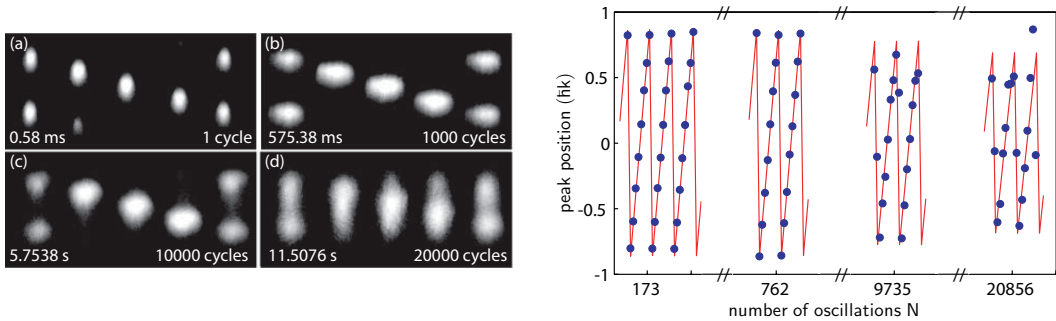 (a)
0.58 ms 1 cycle
(b)
575.38 ms 1000 cycles
(c)
5.7538 s 10000 cycles
(d)
11.5076 s 20000 cycles
peak position (ħk)
1
0.5
0
-0.5
-1
173 762 9735 20856
number of oscillations N